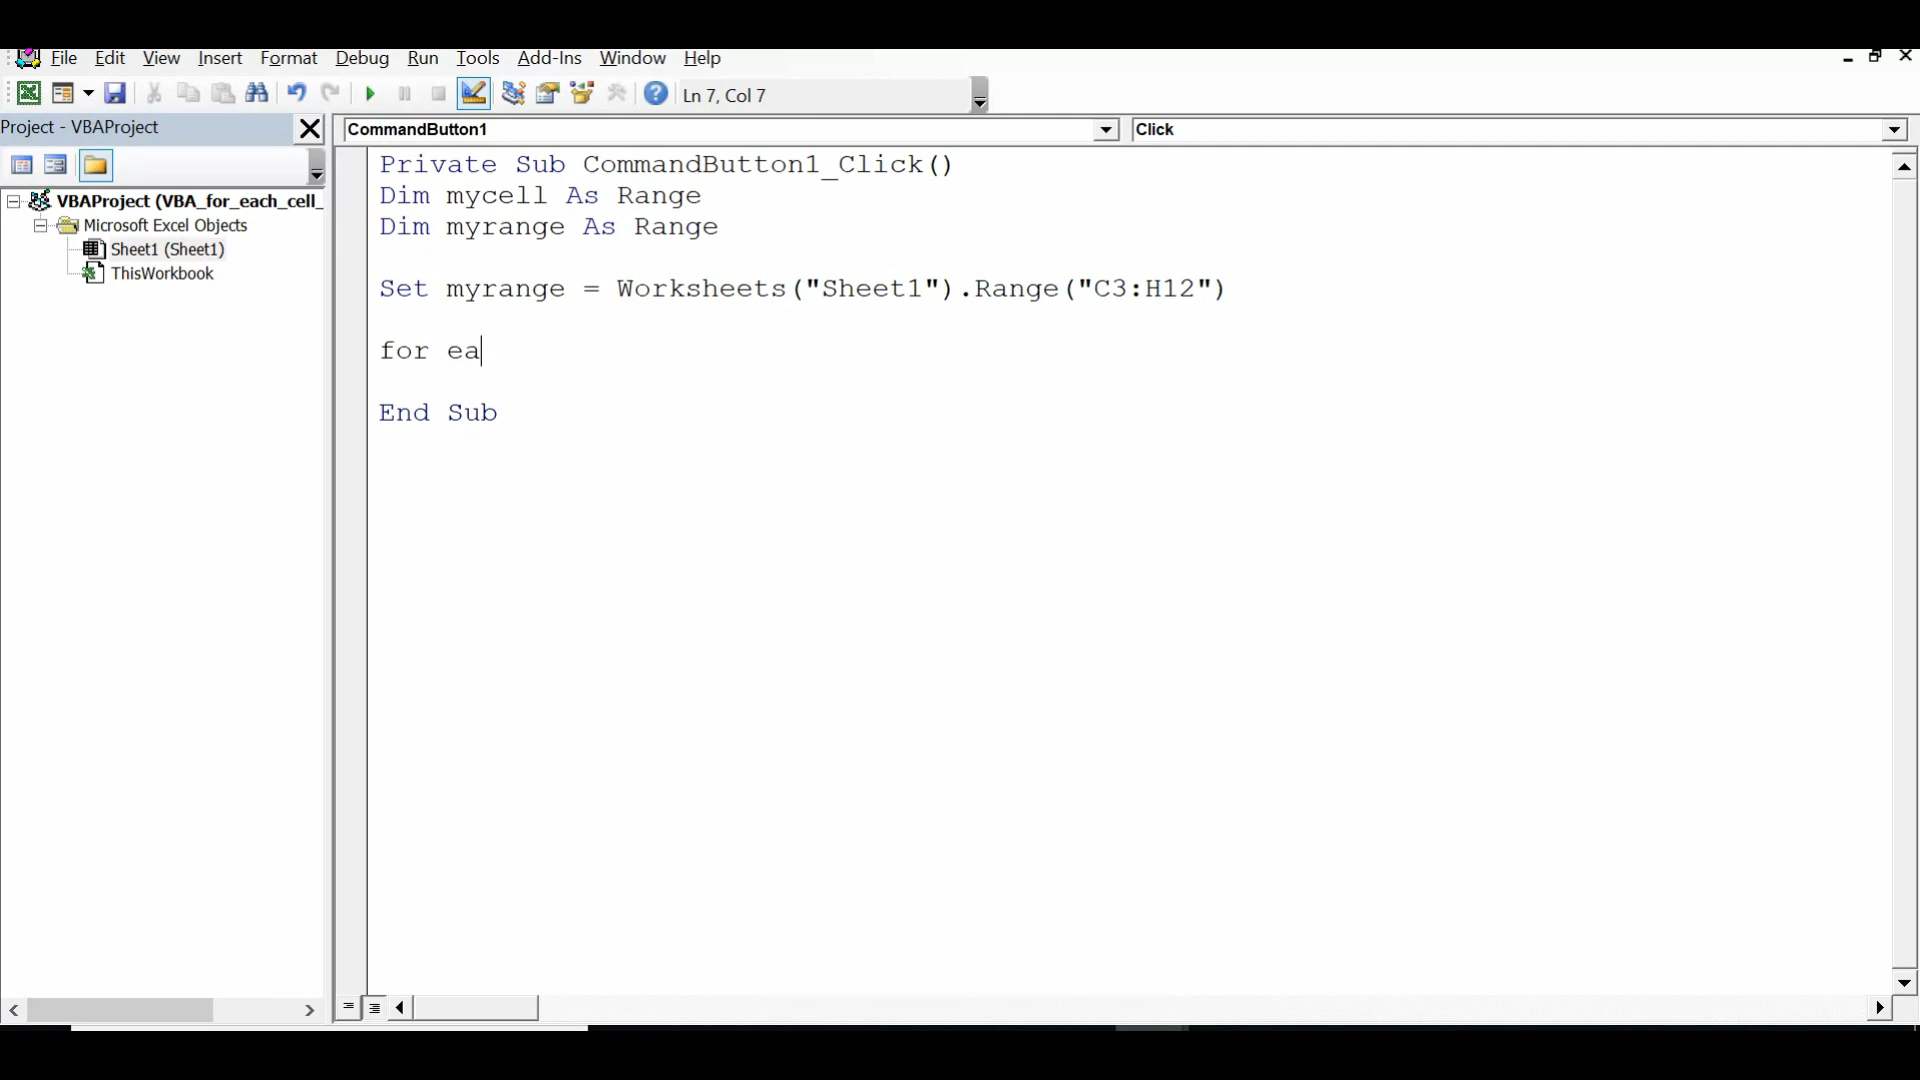 File Edit View Insert Format Debug Run Tools Add-Ins Window Help
Ln 7, Col 7
Project - VBAProject
CommandButton1
Click
VBAProject (VBA_for_each_cell_
Microsoft Excel Objects
Sheet1 (Sheet1)
ThisWorkbook
Private Sub CommandButton1_Click()
Dim mycell As Range
Dim myrange As Range
Set myrange = Worksheets("Sheet1").Range("C3:H12")
for ea
End Sub